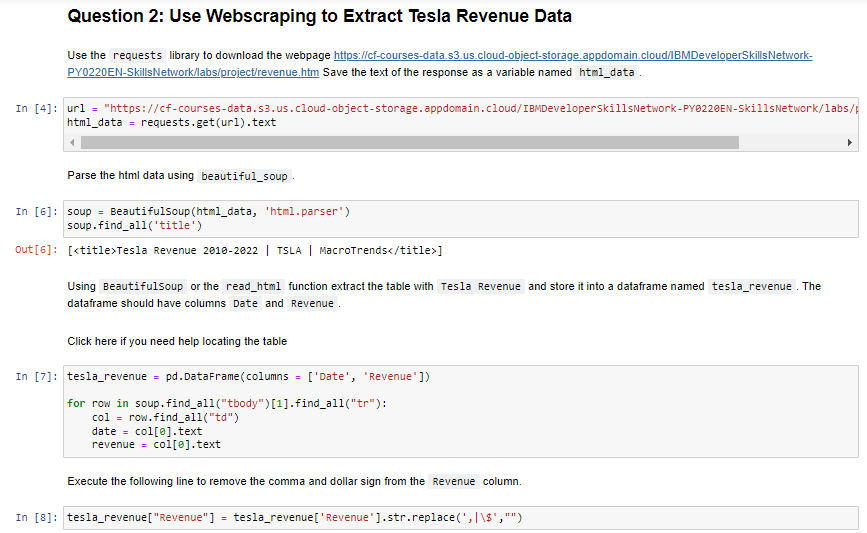 Question 2: Use Webscraping to Extract Tesla Revenue Data
Use the requests library to download the webpage https://cf-courses-data.s3.us.cloud-object-storage.appdomain.cloud/IBMDeveloperSkillsNetwork-
PY0220EN-SkillsNetwork/labs/project/revenue.htm Save the text of the response as a variable named html_data .
In [4]: url = "https://cf-courses-data.s3.us.cloud-object-storage.appdomain.cloud/IBMDeveloperSkillsNetwork-PY0220EN-SkillsNetwork/labs/p
html_data = requests.get(url).text
Parse the html data using beautiful_soup .
In [6]: soup = BeautifulSoup(html_data, 'html.parser')
soup.find_all('title')
Out[6]: [<title>Tesla Revenue 2010-2022 | TSLA | MacroTrends</title>]
Using BeautifulSoup or the read_html function extract the table with Tesla Revenue and store it into a dataframe named tesla_revenue . The
dataframe should have columns Date and Revenue .
Click here if you need help locating the table
In [7]: tesla_revenue = pd.DataFrame(columns = ['Date', 'Revenue'])
for row in soup.find_all("tbody")[1].find_all("tr"):
col = row.find_all("td")
date = col[0].text
revenue = col[0].text
Execute the following line to remove the comma and dollar sign from the Revenue column.
In [8]: tesla_revenue["Revenue"] = tesla_revenue['Revenue'].str.replace(',|\$',"")